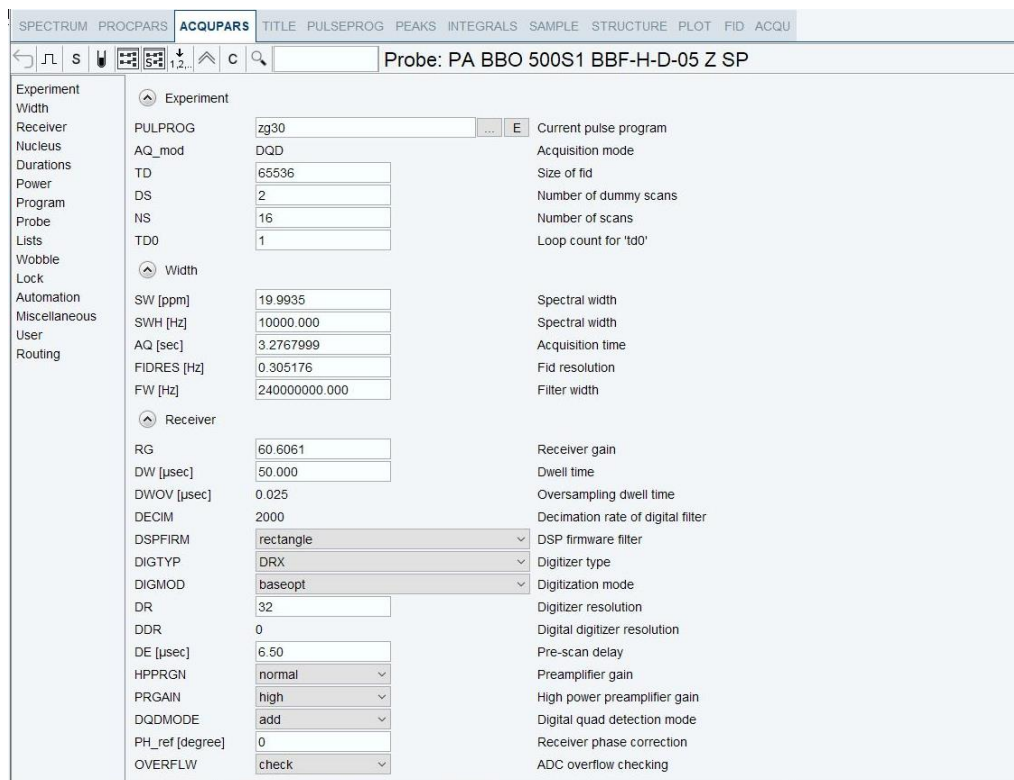 SPECTRUM PROCPARS ACQUPARS TITLE PULSEPROG PEAKS INTEGRALS SAMPLE STRUCTURE PLOT FID ACQU
S 1,2,.. C Probe: PA BBO 500S1 BBF-H-D-05 Z SP
Experiment
Width
Receiver
Nucleus
Durations
Power
Program
Probe
Lists
Wobble
Lock
Automation
Miscellaneous
User
Routing
Experiment
PULPROG zg30 ... E Current pulse program
AQ_mod DQD Acquisition mode
TD 65536 Size of fid
DS 2 Number of dummy scans
NS 16 Number of scans
TD0 1 Loop count for 'td0'
Width
SW [ppm] 19.9935 Spectral width
SWH [Hz] 10000.000 Spectral width
AQ [sec] 3.2767999 Acquisition time
FIDRES [Hz] 0.305176 Fid resolution
FW [Hz] 240000000.000 Filter width
Receiver
RG 60.6061 Receiver gain
DW [µsec] 50.000 Dwell time
DWOV [µsec] 0.025 Oversampling dwell time
DECIM 2000 Decimation rate of digital filter
DSPFIRM rectangle DSP firmware filter
DIGTYP DRX Digitizer type
DIGMOD baseopt Digitization mode
DR 32 Digitizer resolution
DDR 0 Digital digitizer resolution
DE [µsec] 6.50 Pre-scan delay
HPPRGN normal Preamplifier gain
PRGAIN high High power preamplifier gain
DQDMODE add Digital quad detection mode
PH_ref [degree] 0 Receiver phase correction
OVERFLW check ADC overflow checking